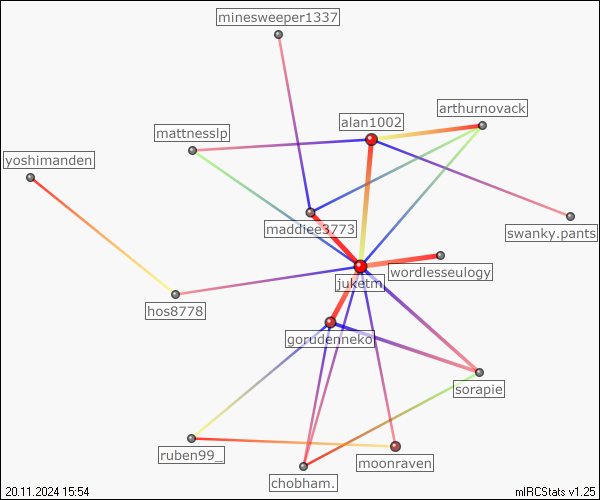 minesweeper1337
arthurnovack
alan1002
mattnesslp
yoshimanden
maddiee3773
swanky.pants
wordlesseulogy
juketm
hos8778
gorudenneko
sorapie
ruben99_
moonraven
chobham.
20.11.2024 15:54
mIRCStats v1.25